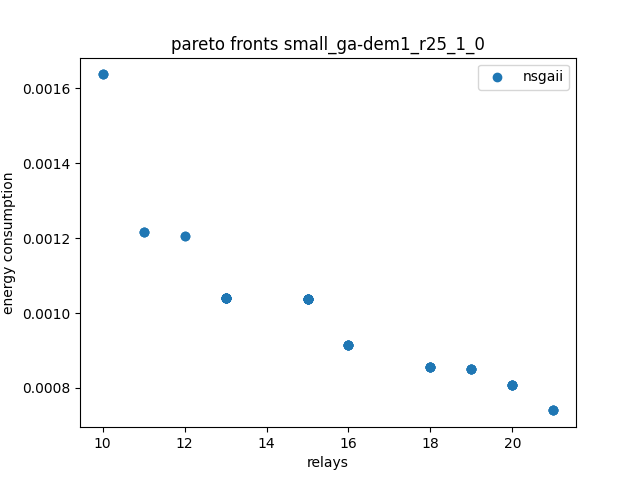 pareto fronts small_ga-dem1_r25_1_0
nsgaii
0.0016
0.0014
0.0012
0.0010
0.0008
energy consumption
10 12 14 16 18 20
relays